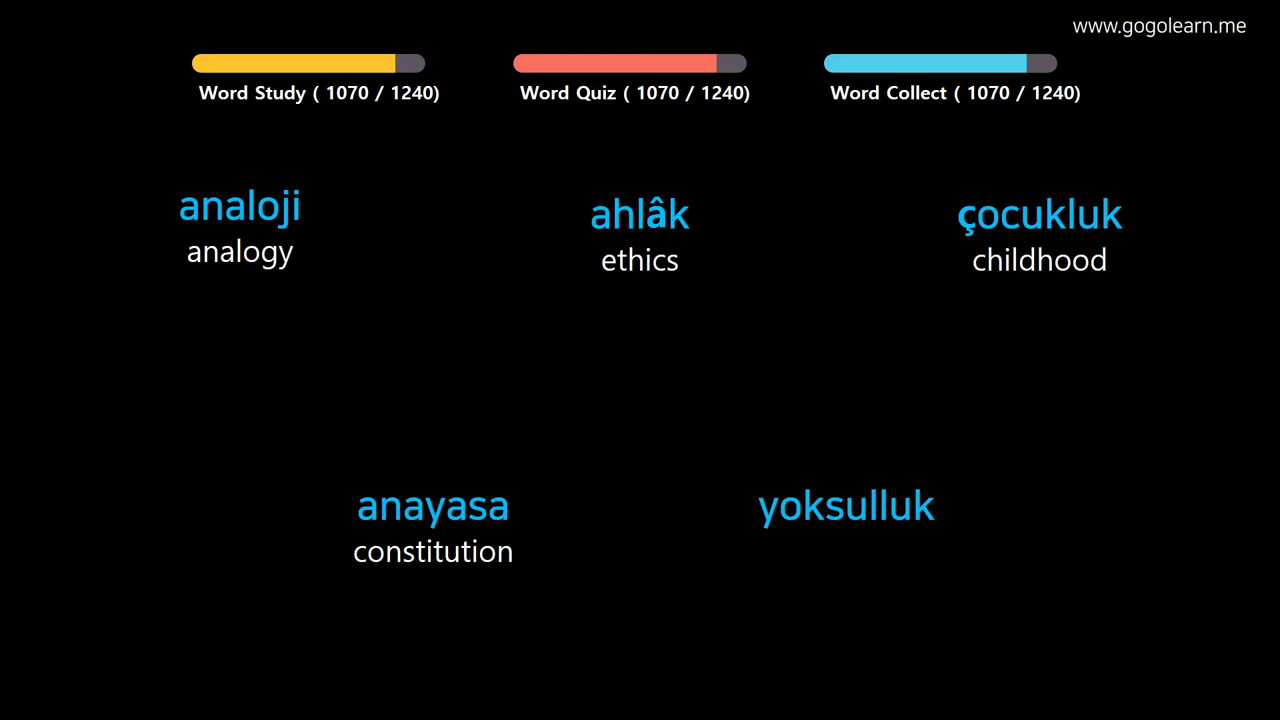 www.gogolearn.me
Word Study ( 1070 / 1240)
Word Quiz ( 1070 / 1240)
Word Collect ( 1070 / 1240)
analoji
analogy
ahlâk
ethics
çocukluk
childhood
anayasa
constitution
yoksulluk